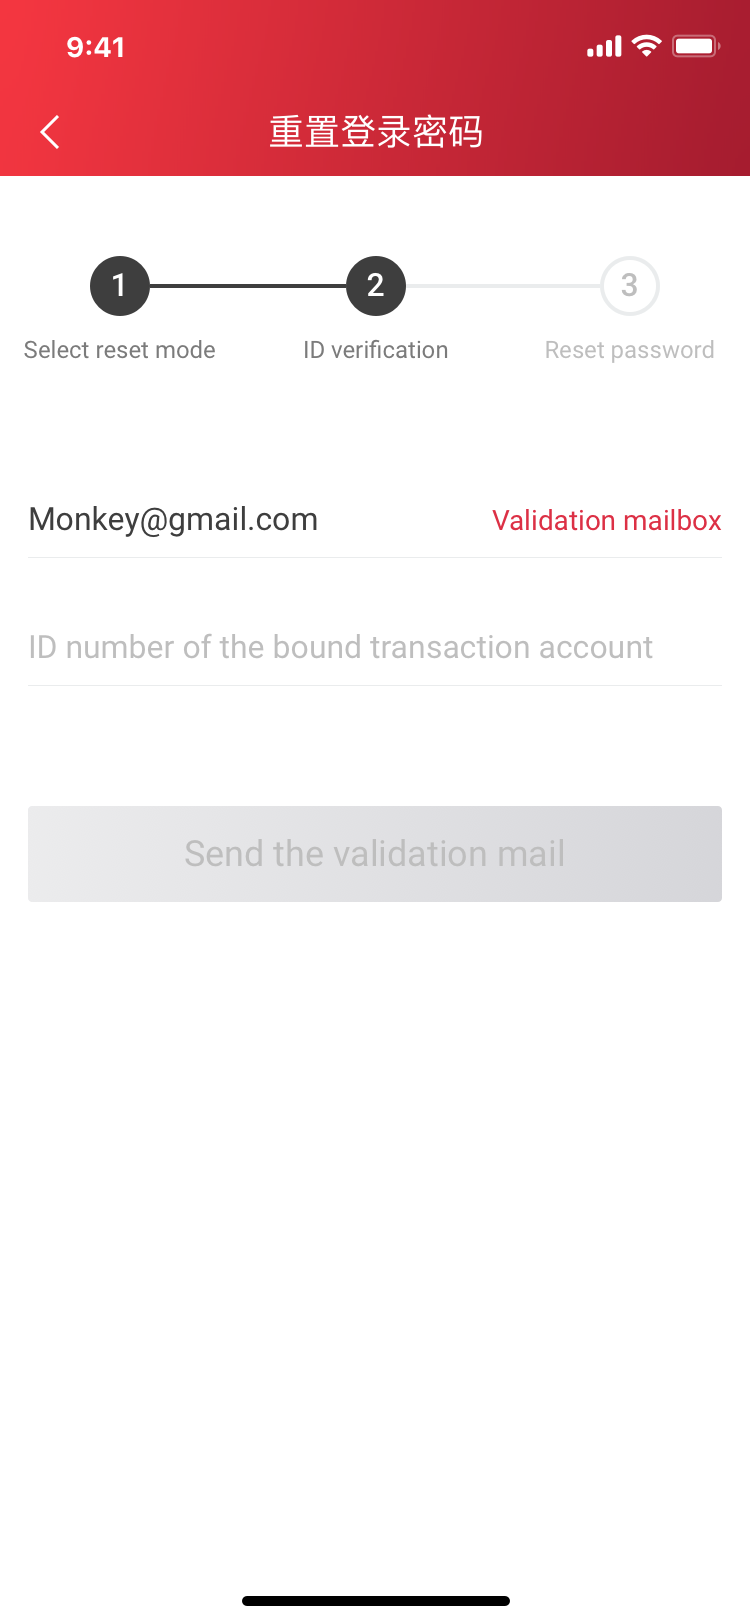 9:41
重置登录密码
1 2 3
Select reset mode ID verification Reset password
Monkey@gmail.com Validation mailbox
ID number of the bound transaction account
Send the validation mail